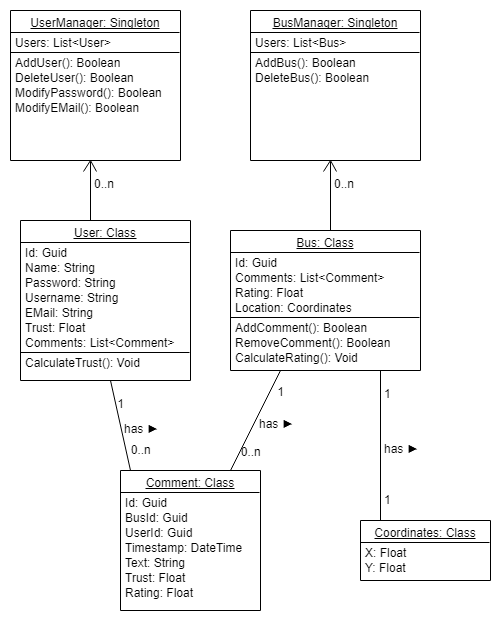 UserManager: Singleton
Users: List<User>
AddUser(): Boolean
DeleteUser(): Boolean
ModifyPassword(): Boolean
ModifyEMail(): Boolean
BusManager: Singleton
Users: List<Bus>
AddBus(): Boolean
DeleteBus(): Boolean
0..n
0..n
User: Class
Id: Guid
Name: String
Password: String
Username: String
EMail: String
Trust: Float
Comments: List<Comment>
CalculateTrust(): Void
Bus: Class
Id: Guid
Comments: List<Comment>
Rating: Float
Location: Coordinates
AddComment(): Boolean
RemoveComment(): Boolean
CalculateRating(): Void
1
has ►
0..n
1
has ►
0..n
1
has ►
1
Comment: Class
Id: Guid
BusId: Guid
UserId: Guid
Timestamp: DateTime
Text: String
Trust: Float
Rating: Float
Coordinates: Class
X: Float
Y: Float